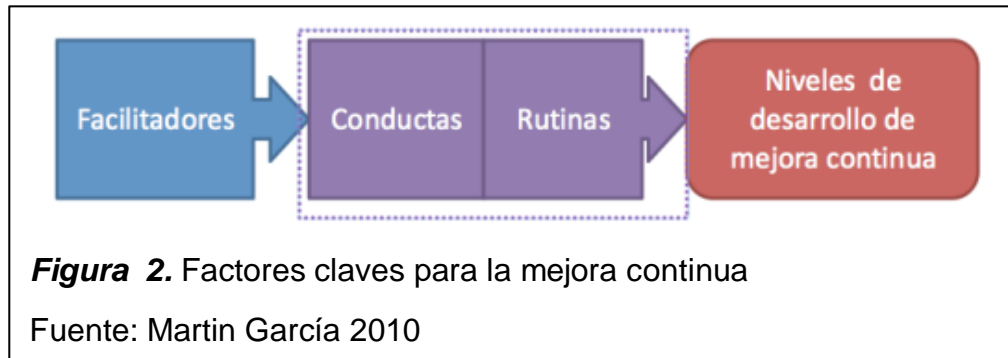 Facilitadores
Conductas
Rutinas
Niveles de
desarrollo de
mejora continua
Figura 2. Factores claves para la mejora continua
Fuente: Martin García 2010